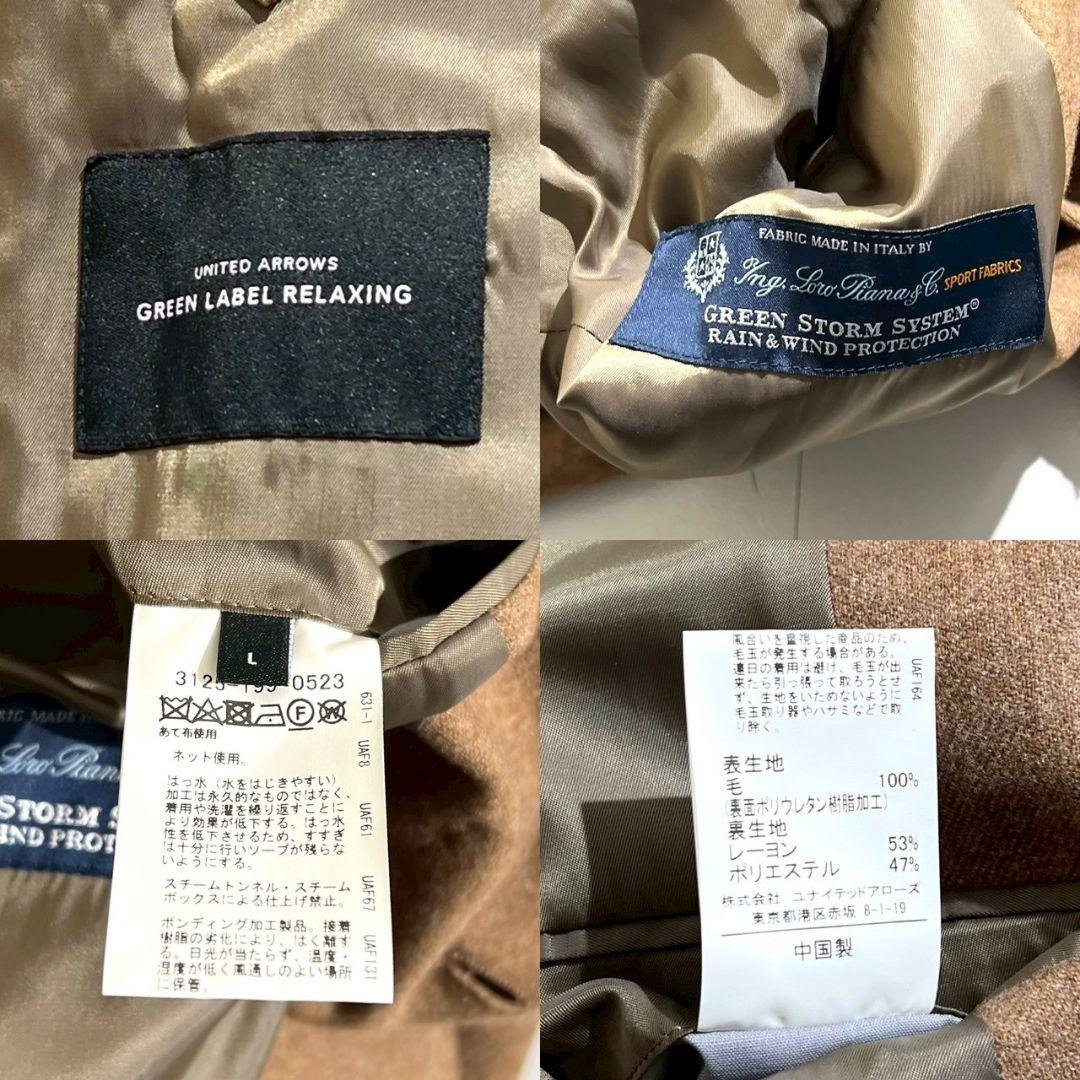 UNITED ARROWS
GREEN LABEL RELAXING
FABRIC MADE IN ITALY BY
Ing. Loro Piana & C. SPORT FABRICS
GREEN STORM SYSTEM®
RAIN & WIND PROTECTION
L
3125-199-0523
あて布使用
ネット使用。
はっ水（水をはじきやすい）
加工は永久的なものではなく、
着用や洗濯を繰り返すことに
より効果が低下する。はっ水
性を低下させるため、すすぎ
は十分に行いソープが残らな
いようにする。
スチームトンネル・スチーム
ボックスによる仕上げ禁止。
ボンディング加工製品。接着
樹脂の劣化により、はく離す
る。日光が当たらず、温度・
湿度が低く風通しのよい場所
に保管。
631-1 UAF8 UAF61 UAF67 UAF131
FABRIC MADE
Loro Piana
STORM S
WIND PROT
風合いを重視した商品のため、
毛玉が発生する場合がある。
連日の着用は避け、毛玉が出
来たら引っ張って取ろうとせ
ず、生地をいためないように
毛玉取り器やハサミなどで取
り除く。
UAF164
表生地
毛 100%
(裏面ポリウレタン樹脂加工)
裏生地
レーヨン 53%
ポリエステル 47%
株式会社 ユナイテッドアローズ
東京都港区赤坂 8-1-19
中国製